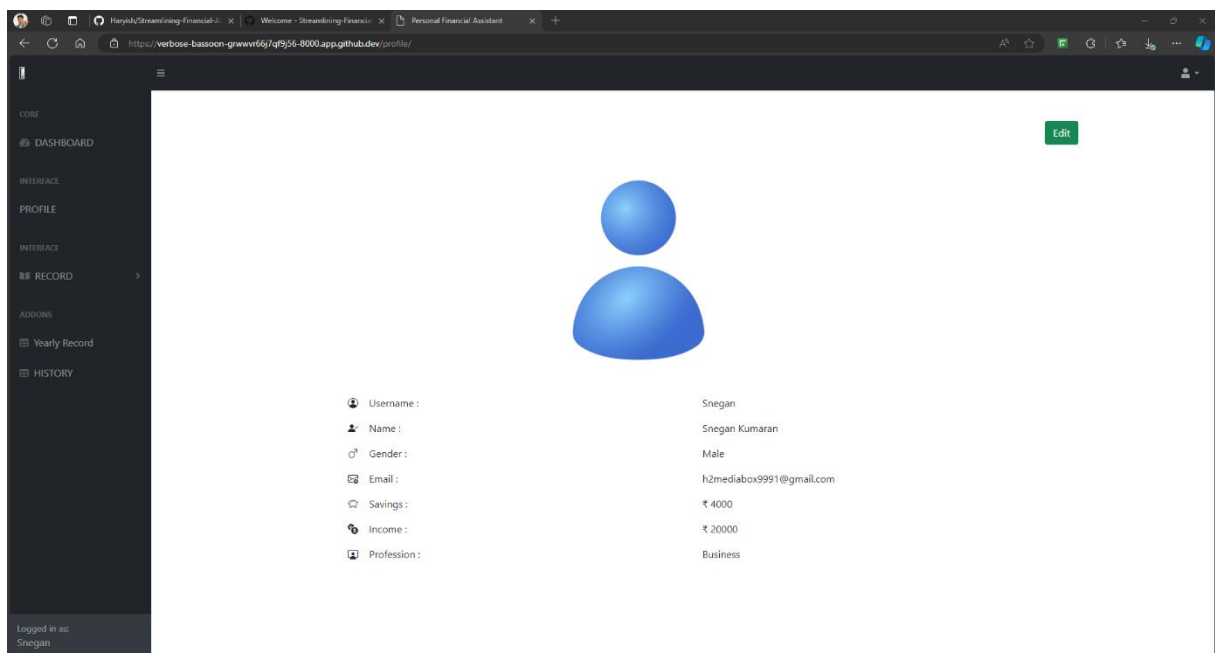 Haryish/Streamlining-Financial-A
Welcome - Streamlining-Financial
Personal Financial Assistant
https://verbose-bassoon-grwwvr66j7qf9j56-8000.app.github.dev/profile/
CORE
DASHBOARD
INTERFACE
PROFILE
INTERFACE
RECORD
ADDONS
Yearly Record
HISTORY
Edit
Username : Snegan
Name : Snegan Kumaran
Gender : Male
Email : h2mediabox9991@gmail.com
Savings : ₹ 4000
Income : ₹ 20000
Profession : Business
Logged in as:
Snegan